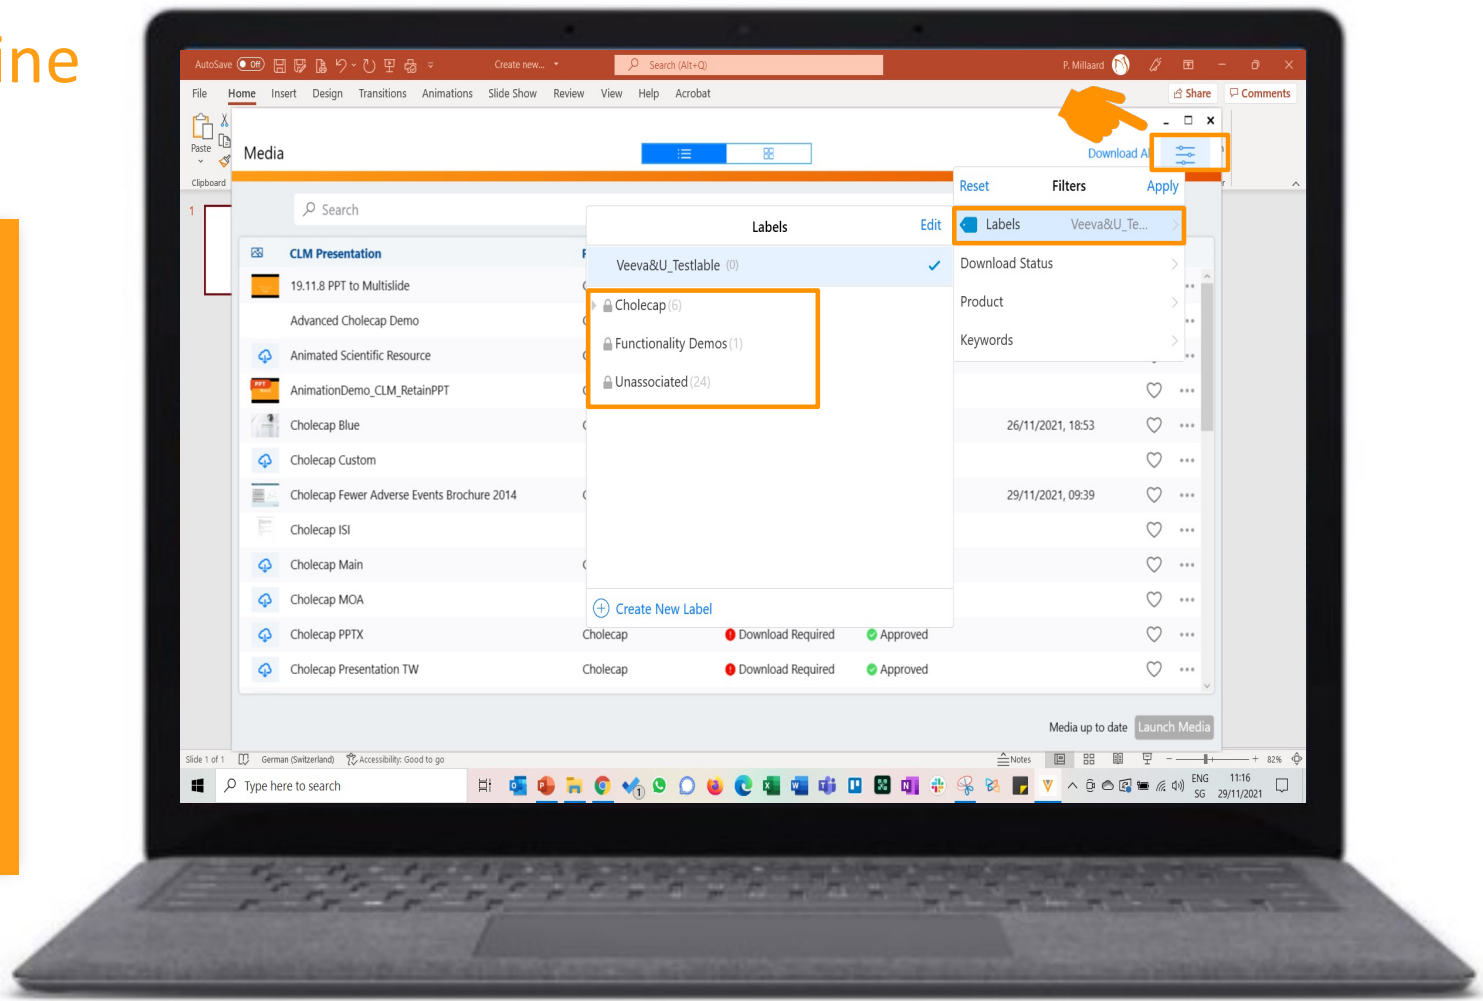 ine
AutoSave Off Create new... Search (Alt+Q) P. Millaard
File Home Insert Design Transitions Animations Slide Show Review View Help Acrobat Share Comments
Paste
Clipboard
Media
Download
Reset Filters Apply
Labels Veeva&U_Te...
Download Status
Product
Keywords
1
Search
Labels Edit
Veeva&U_Testlable (0)
Cholecap (6)
Functionality Demos (1)
Unassociated (24)
Create New Label
CLM Presentation
19.11.8 PPT to Multislide
Advanced Cholecap Demo
Animated Scientific Resource
PPT AnimationDemo_CLM_RetainPPT
Cholecap Blue 26/11/2021, 18:53
Cholecap Custom
Cholecap Fewer Adverse Events Brochure 2014 29/11/2021, 09:39
Cholecap ISI
Cholecap Main
Cholecap MOA
Cholecap PPTX Cholecap Download Required Approved
Cholecap Presentation TW Cholecap Download Required Approved
Media up to date Launch Media
Slide 1 of 1 German (Switzerland) Accessibility: Good to go Notes 82%
Type here to search ENG 11:16
SG 29/11/2021